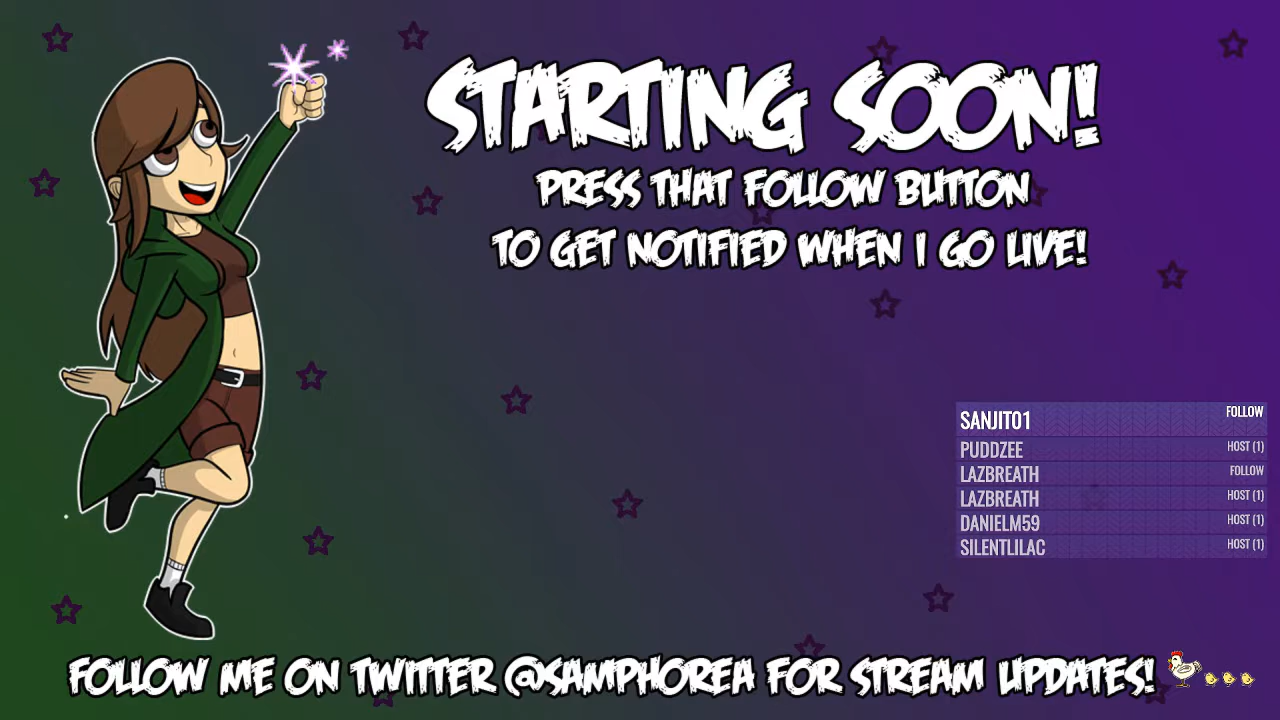 STARTING SOON!
PRESS THAT FOLLOW BUTTON
TO GET NOTIFIED WHEN I GO LIVE!
SANJIT01 FOLLOW
PUDDZEE HOST (1)
LAZBREATH FOLLOW
LAZBREATH HOST (1)
DANIELM59 HOST (1)
SILENTLILAC HOST (1)
FOLLOW ME ON TWITTER @SAMPHOREA FOR STREAM UPDATES!